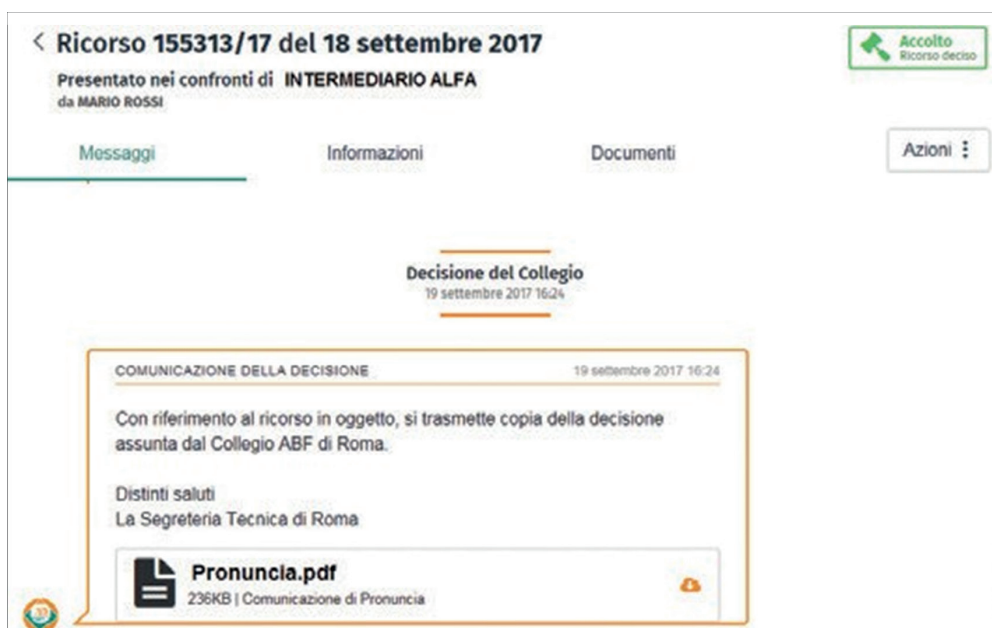 Ricorso 155313/17 del 18 settembre 2017
Accolto
Ricorso deciso
Presentato nei confronti di INTERMEDIARIO ALFA
da MARIO ROSSI
Messaggi Informazioni Documenti Azioni
Decisione del Collegio
19 settembre 2017 16:24
COMUNICAZIONE DELLA DECISIONE 19 settembre 2017 16:24
Con riferimento al ricorso in oggetto, si trasmette copia della decisione
assunta dal Collegio ABF di Roma.
Distinti saluti
La Segreteria Tecnica di Roma
Pronuncia.pdf
236KB | Comunicazione di Pronuncia